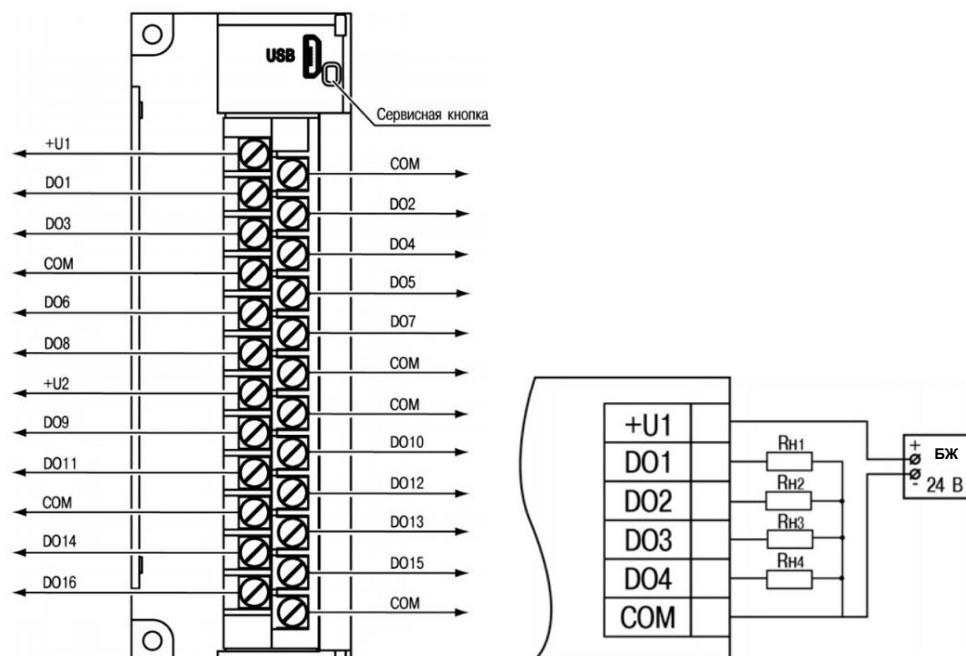 USB
Сервисная кнопка
+U1
COM
DO1
DO2
DO3
DO4
COM
DO5
DO6
DO7
DO8
COM
+U2
COM
DO9
DO10
DO11
DO12
COM
DO13
DO14
DO15
DO16
COM
+U1
DO1
DO2
DO3
DO4
COM
Rн1
Rн2
Rн3
Rн4
+
БЖ
-
24 В